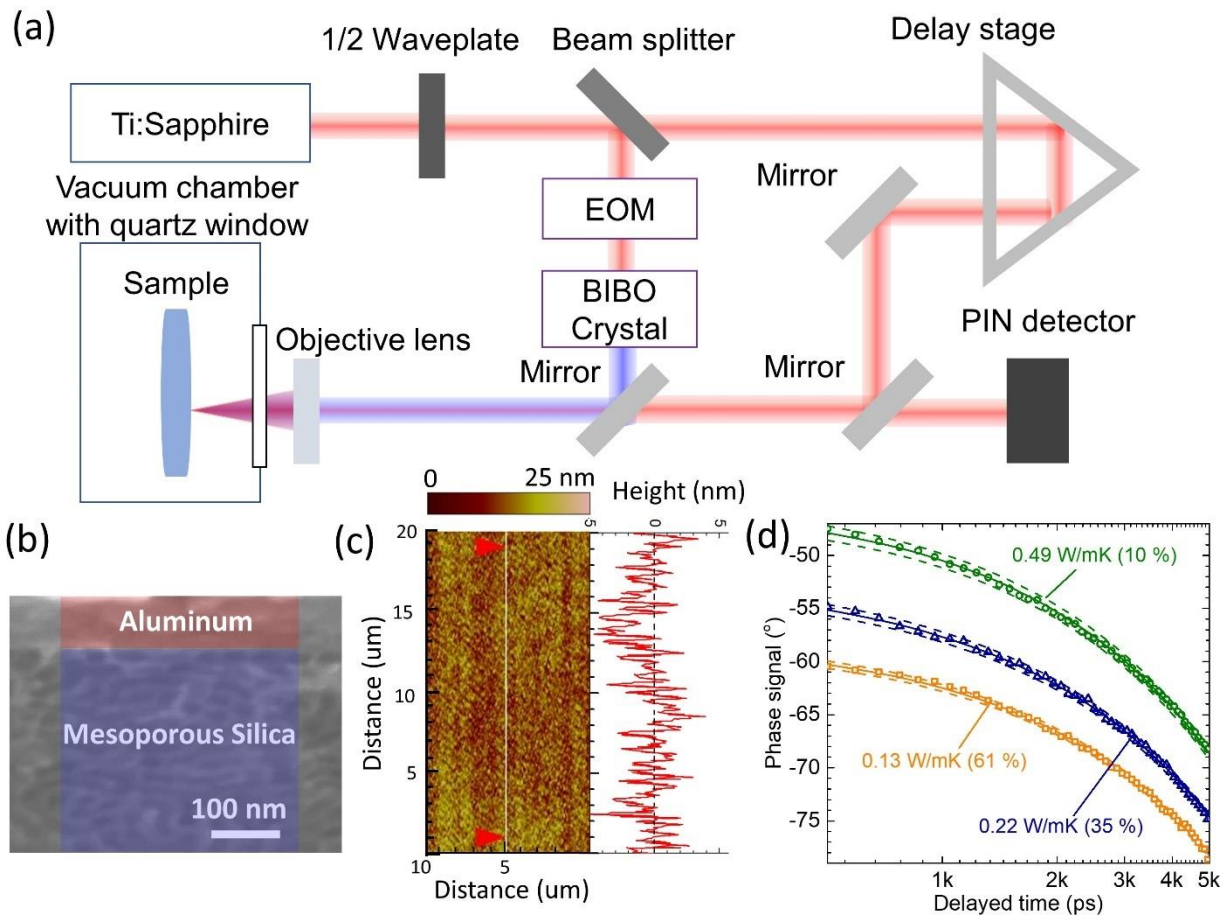 (a)
1/2 Waveplate
Beam splitter
Delay stage
Ti:Sapphire
Vacuum chamber
with quartz window
Mirror
EOM
Sample
BIBO
Crystal
PIN detector
Objective lens
Mirror
Mirror
(b)
Aluminum
Mesoporous Silica
100 nm
(c)
0 25 nm
Height (nm)
5 0 5
20
15
10
5
Distance (um)
10 5
Distance (um)
(d)
-50
-55
-60
-65
-70
-75
Phase signal (°)
0.49 W/mK (10 %)
0.13 W/mK (61 %)
0.22 W/mK (35 %)
1k 2k 3k 4k 5k
Delayed time (ps)